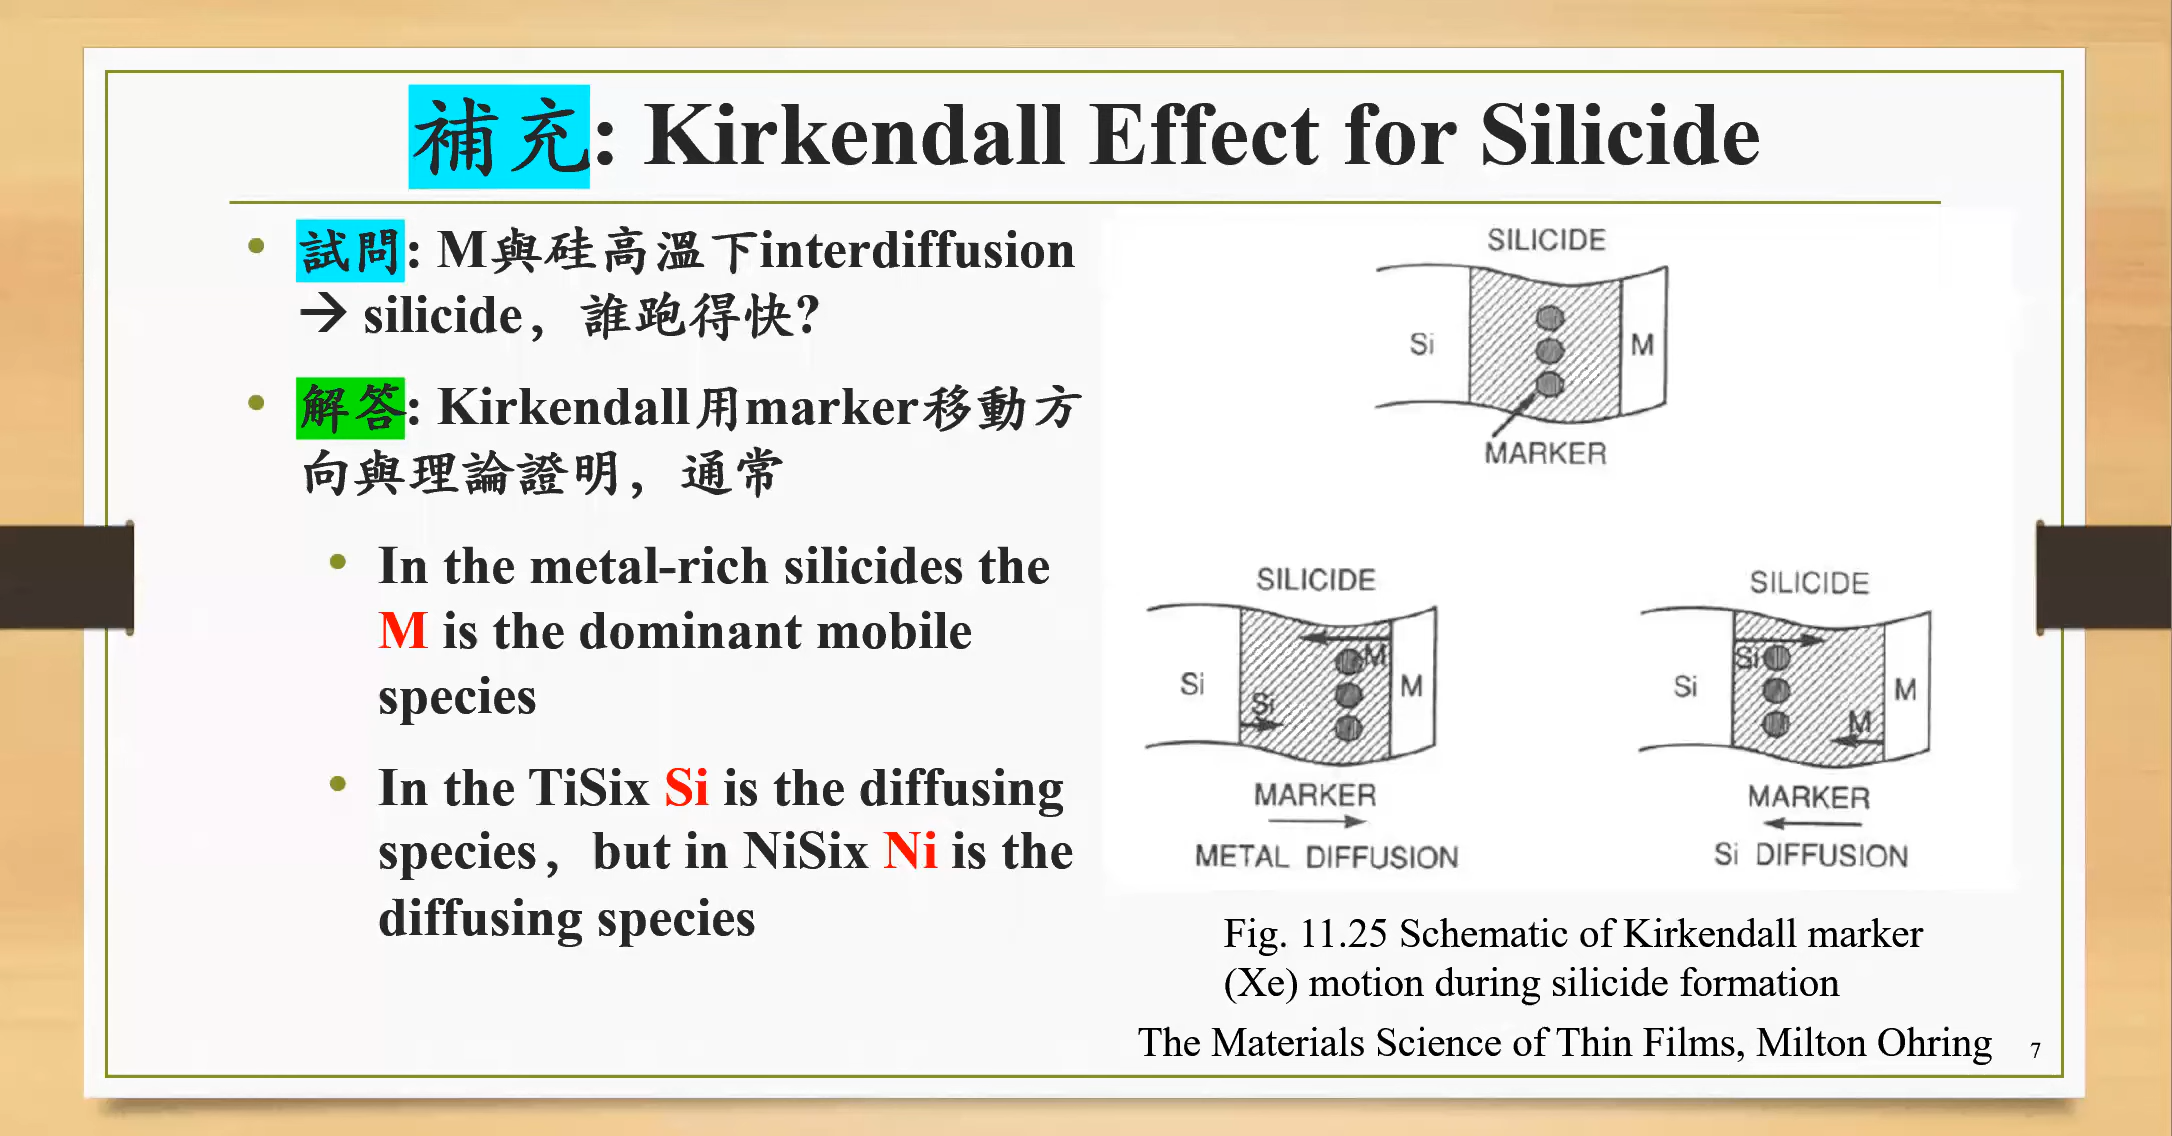 補充: Kirkendall Effect for Silicide
• 試問: M與硅高溫下interdiffusion
→ silicide，誰跑得快?
• 解答: Kirkendall用marker移動方
向與理論證明，通常
• In the metal-rich silicides the
M is the dominant mobile
species
• In the TiSix Si is the diffusing
species，but in NiSix Ni is the
diffusing species
SILICIDE
Si
M
MARKER
SILICIDE
M
Si
M
Si
MARKER
METAL DIFFUSION
SILICIDE
Si
Si
M
M
MARKER
Si DIFFUSION
Fig. 11.25 Schematic of Kirkendall marker
(Xe) motion during silicide formation
The Materials Science of Thin Films, Milton Ohring
7